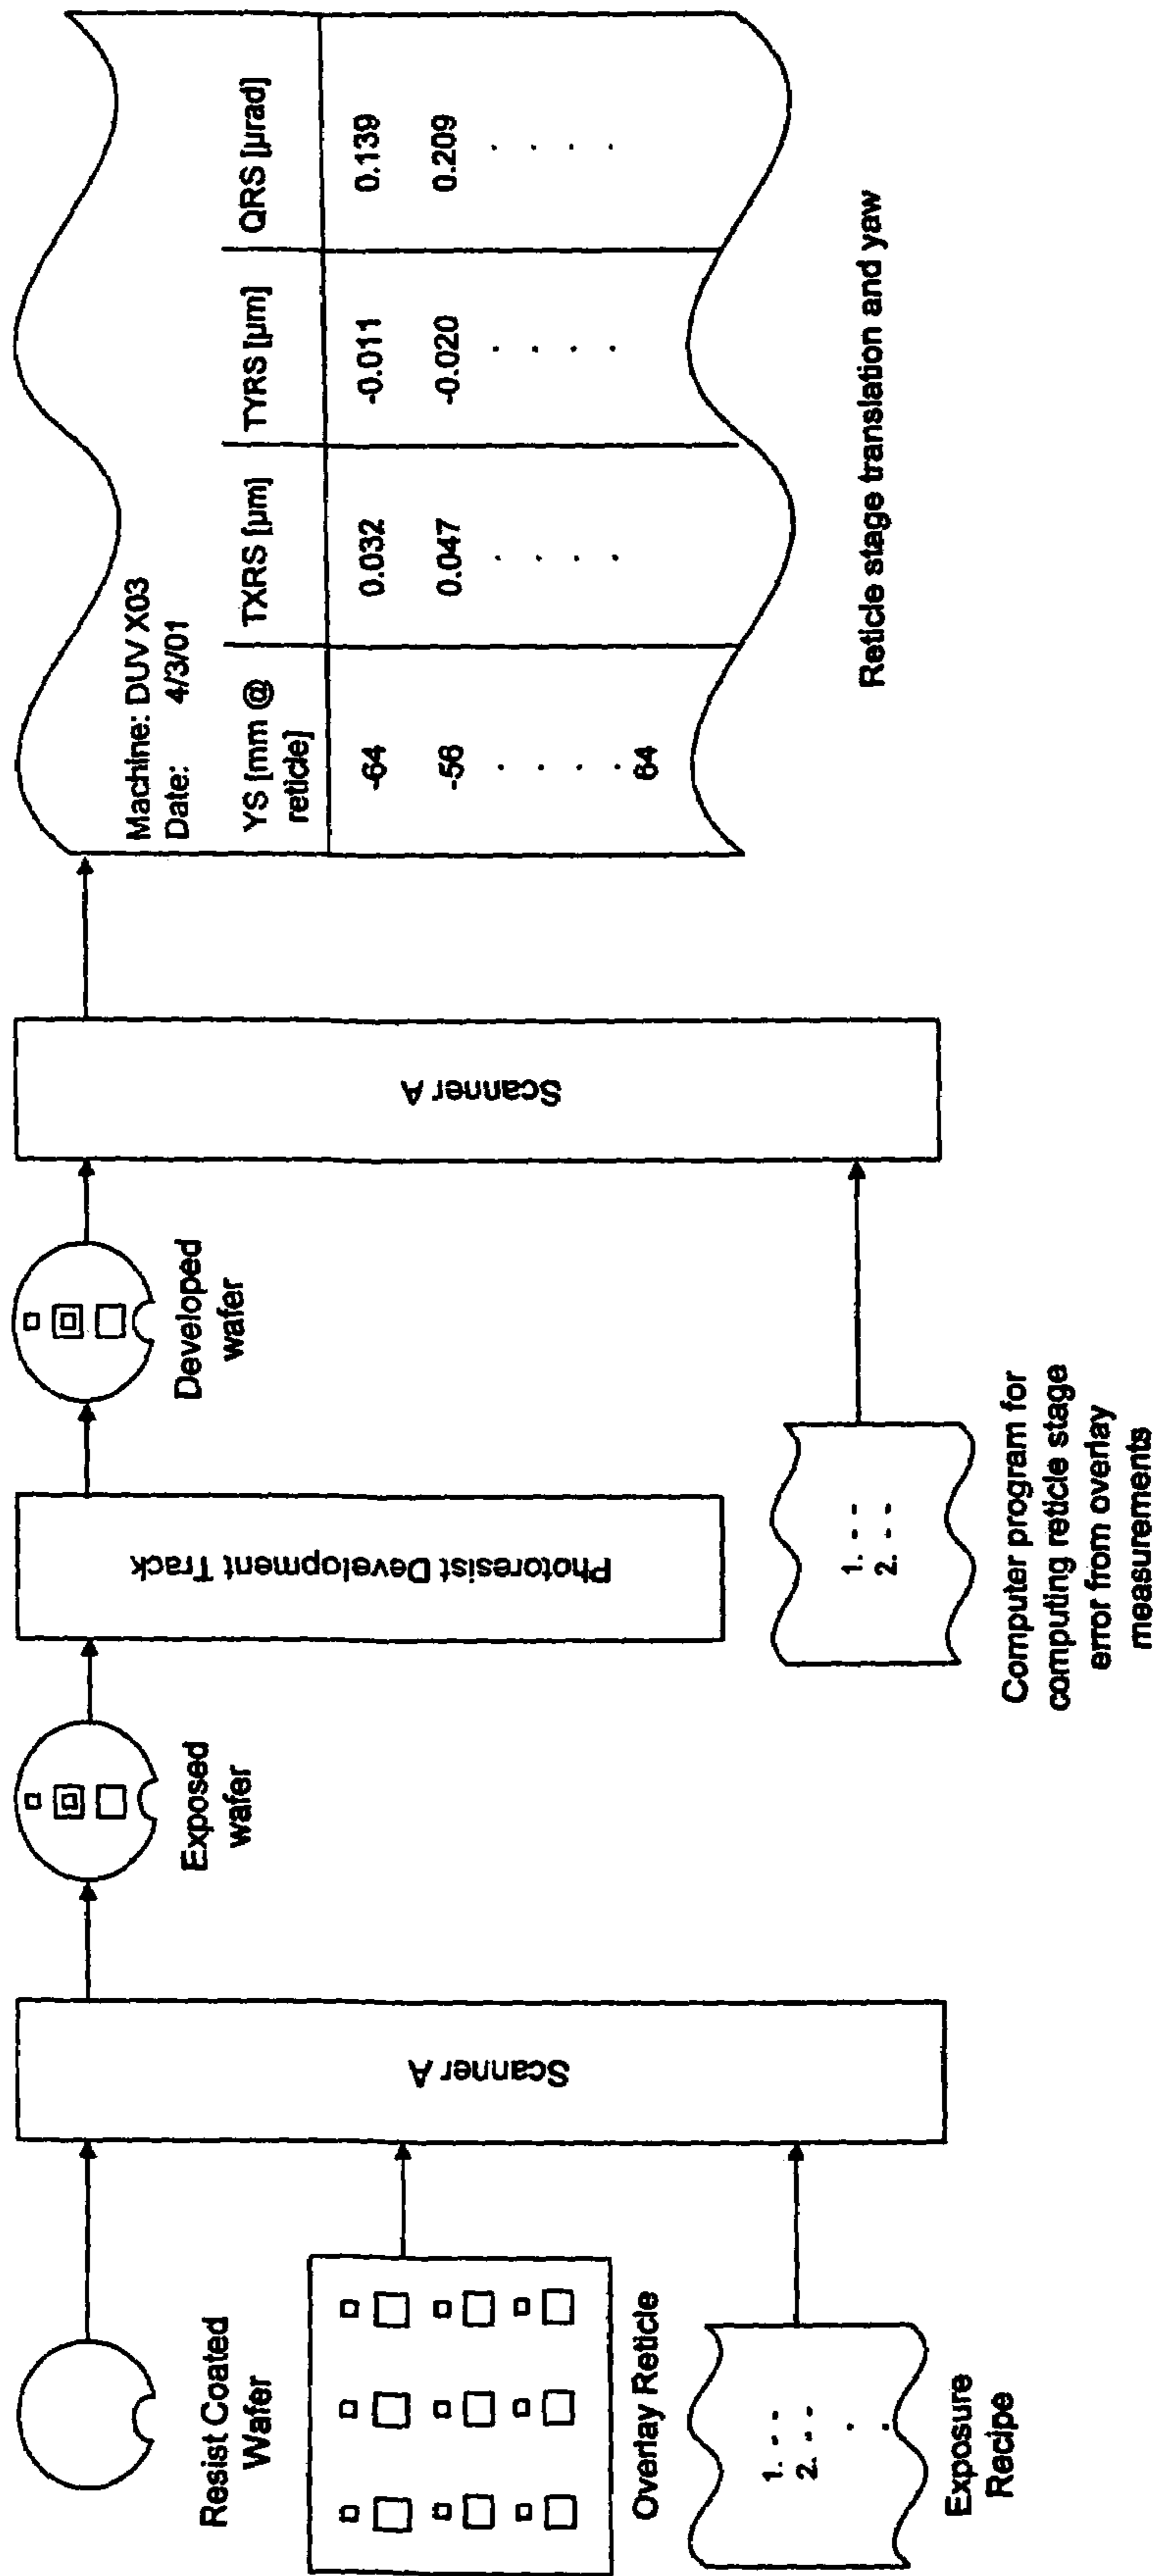 Resist Coated
Wafer
Overlay Reticle
1. - -
2. - -
. .
Exposure
Recipe
Scanner A
Exposed
wafer
Photoresist Development Track
Developed
wafer
1. - -
2. - -
Computer program for
computing reticle stage
error from overlay
measurements
Scanner A
Machine: DUV X03
Date: 4/3/01
YS [mm @ reticle] TXRS [µm] TYRS [µm] QRS [µrad]
-64 0.032 -0.011 0.139
-56 0.047 -0.020 0.209
. . . .
. . . .
. . . .
. . . .
64
Reticle stage translation and yaw